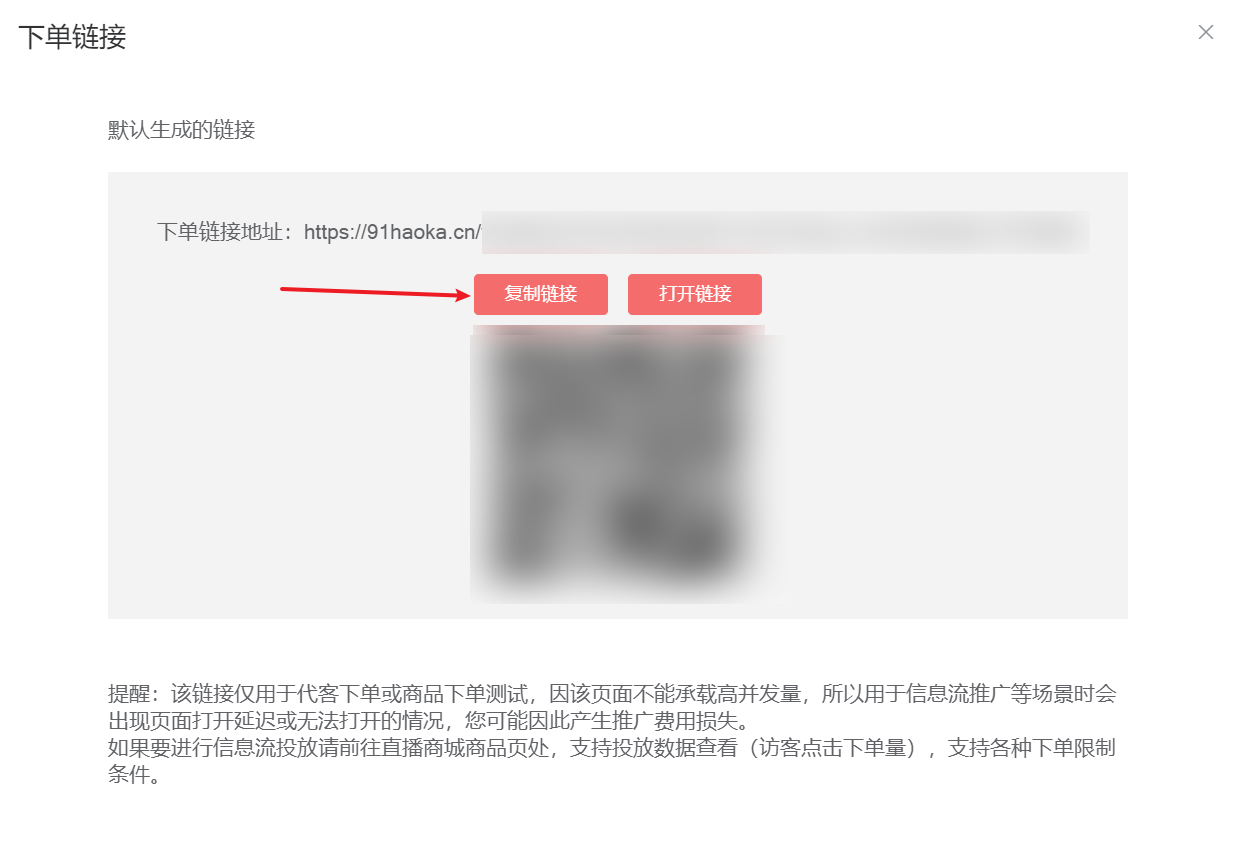 下单链接
默认生成的链接
下单链接地址：https://91haoka.cn/
复制链接 打开链接
提醒：该链接仅用于代客下单或商品下单测试，因该页面不能承载高并发量，所以用于信息流推广等场景时会
出现页面打开延迟或无法打开的情况，您可能因此产生推广费用损失。
如果要进行信息流投放请前往直播商城商品页处，支持投放数据查看（访客点击下单量），支持各种下单限制
条件。